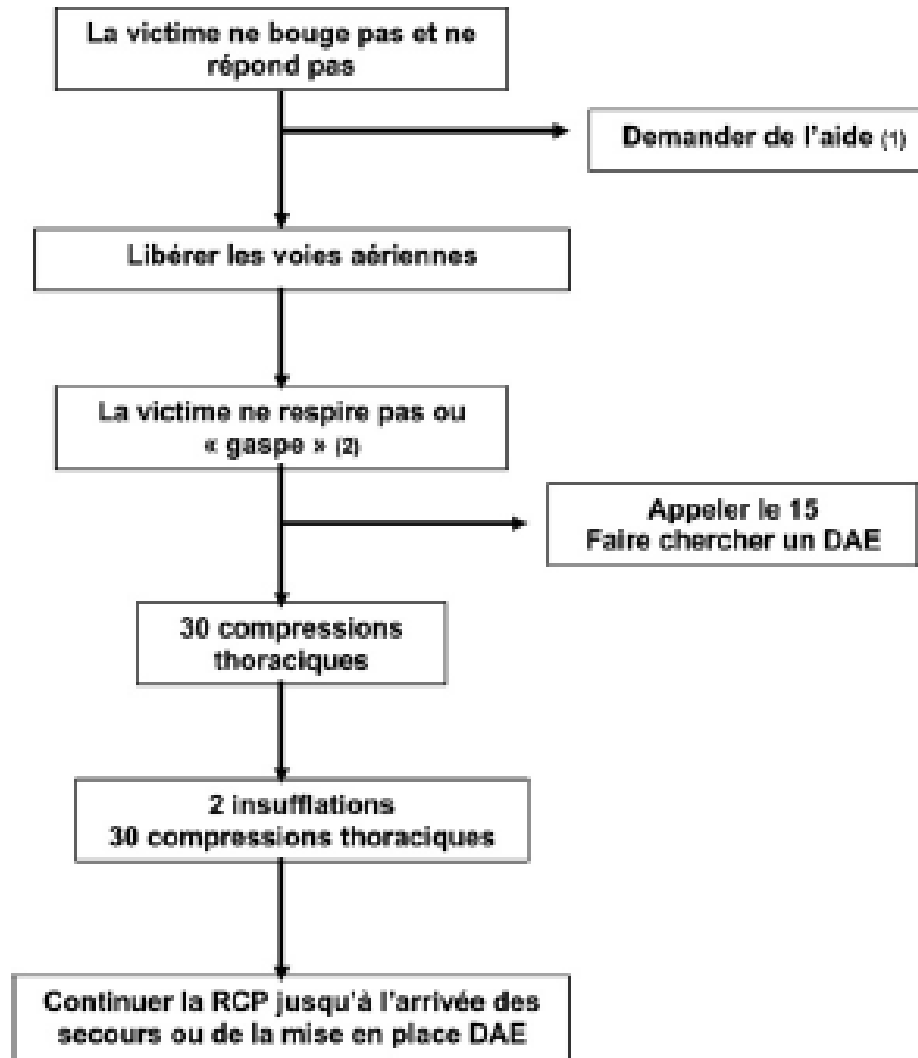 La victime ne bouge pas et ne
répond pas
Demander de l'aide (1)
Libérer les voies aériennes
La victime ne respire pas ou
« gaspe » (2)
Appeler le 15
Faire chercher un DAE
30 compressions
thoraciques
2 insufflations
30 compressions thoraciques
Continuer la RCP jusqu'à l'arrivée des
secours ou de la mise en place DAE